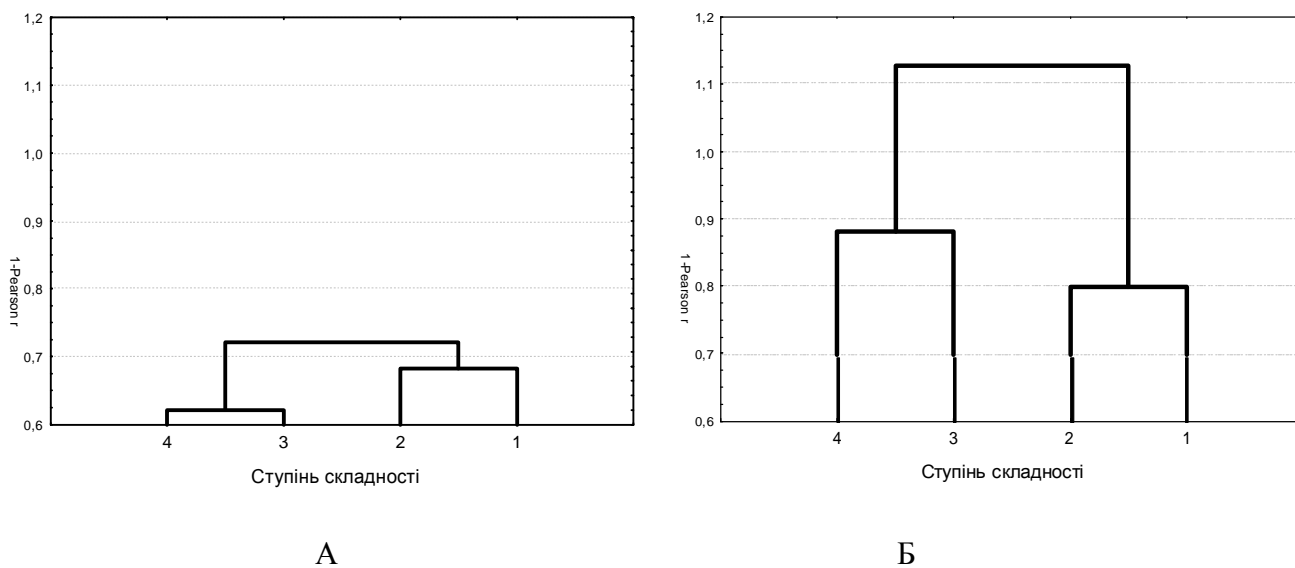 1,2
1,1
1,0
0,9
0,8
0,7
0,6
1-Pearson r
4 3 2 1
Ступінь складності
А
1,2
1,1
1,0
0,9
0,8
0,7
0,6
1-Pearson r
4 3 2 1
Ступінь складності
Б